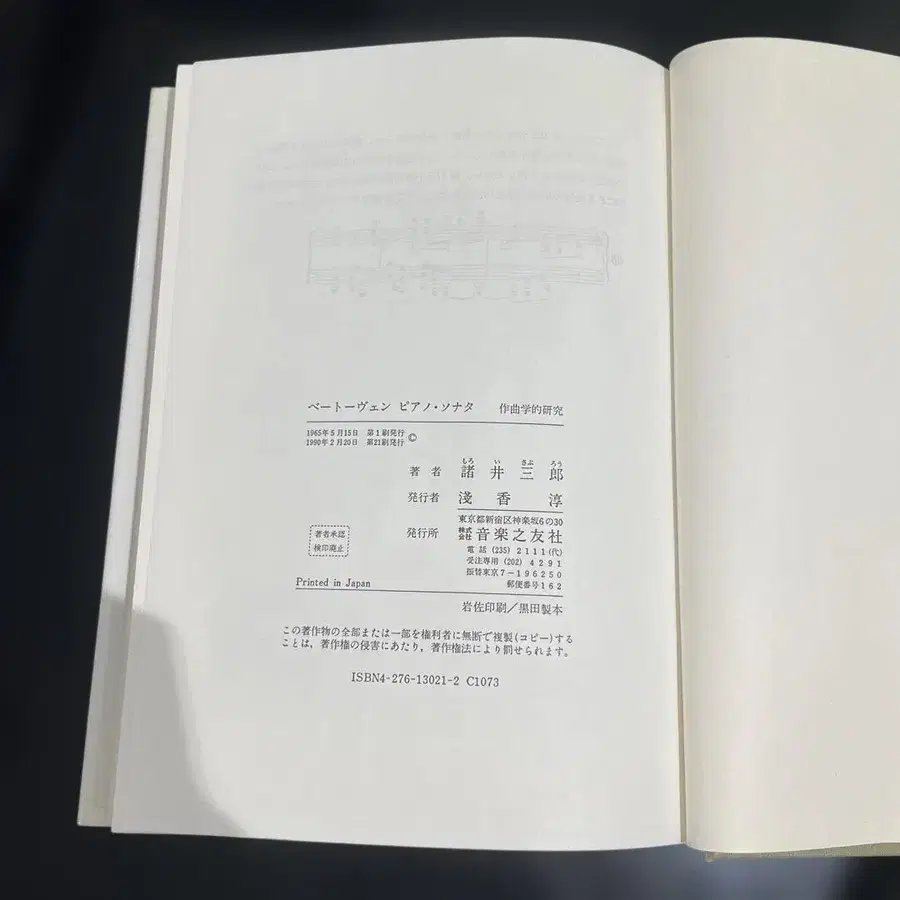 ベートーヴェン ピアノ・ソナタ 作曲学的研究
1965年5月15日 第1刷発行
1990年2月20日 第21刷発行 ©
著者 諸井三郎
もろ い さぶ ろう
発行者 淺香 淳
東京都新宿区神楽坂6の30
発行所 株式会社 音楽之友社
電話 (235) 2111(代)
受注専用 (202) 4291
振替東京7-196250
郵便番号162
著者承認
検印廃止
Printed in Japan
岩佐印刷/黒田製本
この著作物の全部または一部を権利者に無断で複製(コピー)する
ことは,著作権の侵害にあたり,著作権法により罰せられます。
ISBN4-276-13021-2 C1073